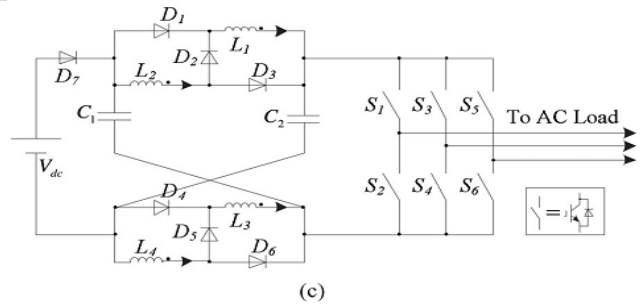 D1
L1
D2
D7
L2
D3
C1
C2
S1 S3 S5
To AC Load
Vdc
D4
L3
S2 S4 S6
D5
L4
D6
=
(c)